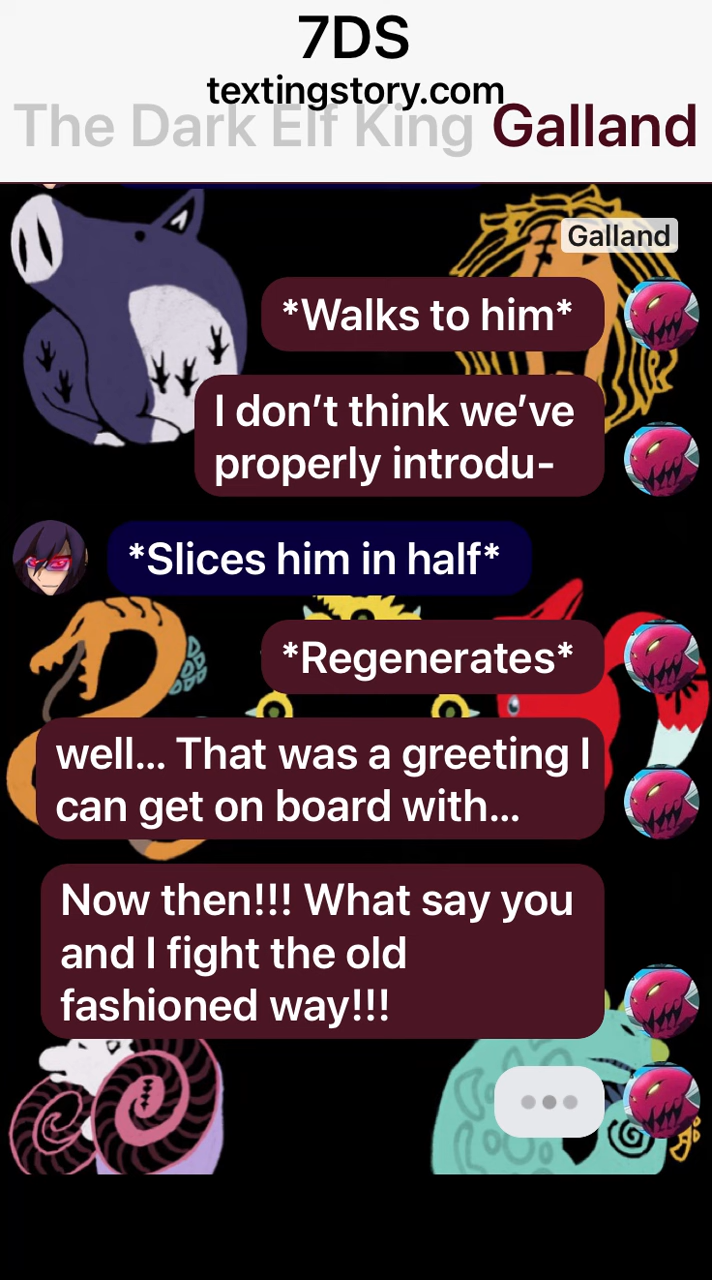 7DS
textingstory.com
The Dark Elf King Galland
Galland
*Walks to him*
I don’t think we’ve
properly introdu-
*Slices him in half*
*Regenerates*
well... That was a greeting I
can get on board with...
Now then!!! What say you
and I fight the old
fashioned way!!!